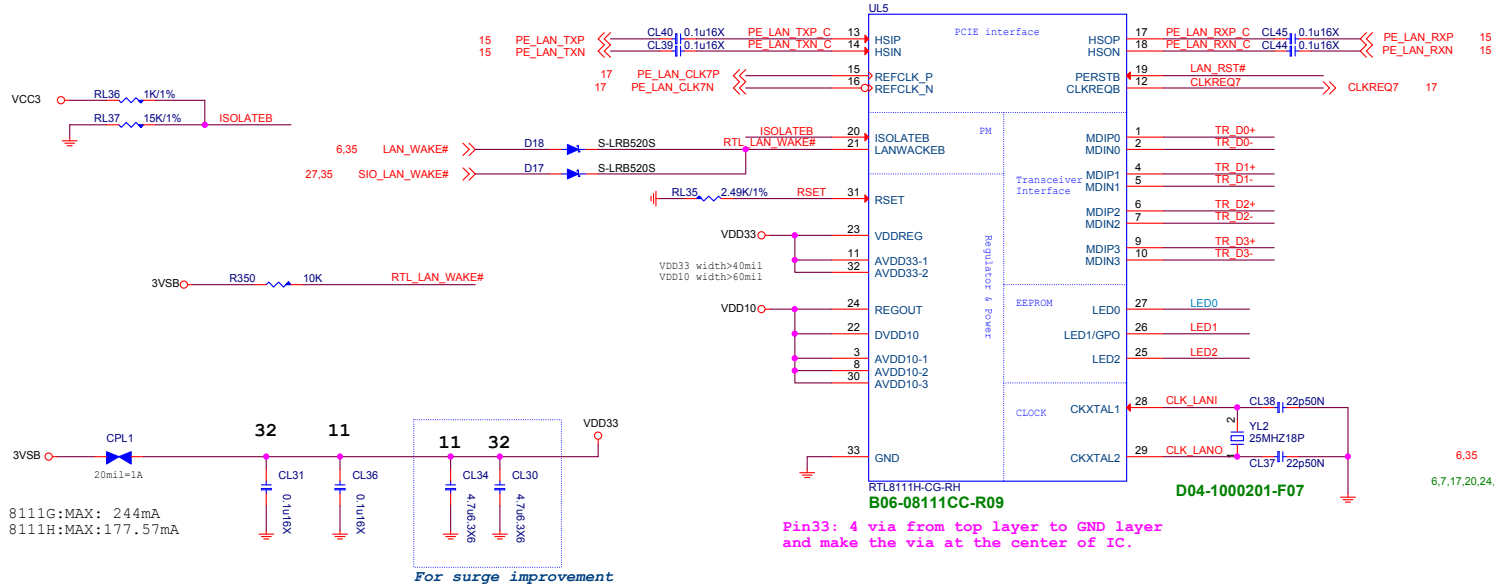 UL5
15 PE_LAN_TXP CL40 0.1u16X PE_LAN_TXP_C 13 HSIP
15 PE_LAN_TXN CL39 0.1u16X PE_LAN_TXN_C 14 HSIN
PCIE interface
HSOP 17 PE_LAN_RXP_C CL45 0.1u16X PE_LAN_RXP 15
HSON 18 PE_LAN_RXN_C CL44 0.1u16X PE_LAN_RXN 15
17 PE_LAN_CLK7P 15 REFCLK_P
17 PE_LAN_CLK7N 16 REFCLK_N
PERSTB 19 LAN_RST#
CLKREQB 12 CLKREQ7 CLKREQ7 17
VCC3 RL36 1K/1%
RL37 15K/1% ISOLATEB
ISOLATEB 20 ISOLATEB
6,35 LAN_WAKE# D18 S-LRB520S RTL_LAN_WAKE# 21 LANWACKEB
27,35 SIO_LAN_WAKE# D17 S-LRB520S
PM
MDIP0 1 TR_D0+
MDIN0 2 TR_D0-
MDIP1 4 TR_D1+
MDIN1 5 TR_D1-
Transceiver
Interface
MDIP2 6 TR_D2+
MDIN2 7 TR_D2-
MDIP3 9 TR_D3+
MDIN3 10 TR_D3-
RL35 2.49K/1% RSET 31 RSET
VDD33 23 VDDREG
11 AVDD33-1
32 AVDD33-2
VDD33 width>40mil
VDD10 width>60mil
Regulator & Power
3VSB R350 10K RTL_LAN_WAKE#
VDD10 24 REGOUT
22 DVDD10
3 AVDD10-1
8 AVDD10-2
30 AVDD10-3
EEPROM
LED0 27 LED0
LED1/GPO 26 LED1
LED2 25 LED2
CLOCK
CKXTAL1 28 CLK_LANI CL38 22p50N
2 YL2
25MHZ18P
1
CKXTAL2 29 CLK_LANO CL37 22p50N
33 GND
RTL8111H-CG-RH
B06-08111CC-R09
D04-1000201-F07
6,35
6,7,17,20,24,
Pin33: 4 via from top layer to GND layer
and make the via at the center of IC.
3VSB CPL1
20mil=1A
32 11 11 32 VDD33
CL31 0.1u16X
CL36 0.1u16X
CL34 4.7u6.3X6
CL30 4.7u6.3X6
8111G:MAX: 244mA
8111H:MAX:177.57mA
For surge improvement